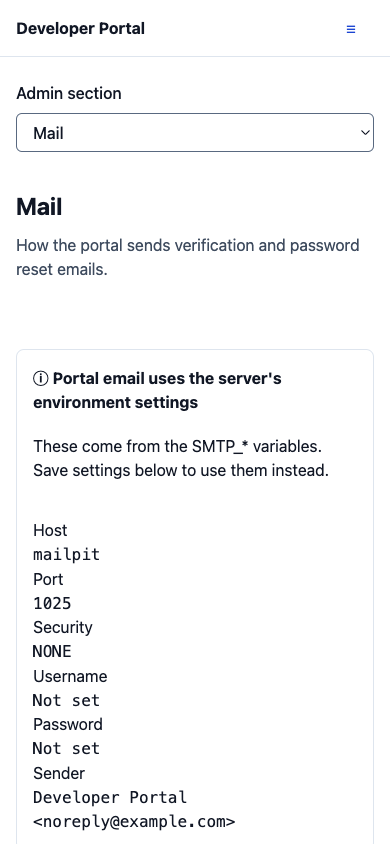 Developer Portal
≡
Admin section
Mail
Mail
How the portal sends verification and password
reset emails.
ⓘ Portal email uses the server's
environment settings
These come from the SMTP_* variables.
Save settings below to use them instead.
Host
mailpit
Port
1025
Security
NONE
Username
Not set
Password
Not set
Sender
Developer Portal
<noreply@example.com>